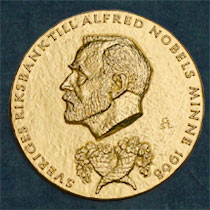 SVERIGES RIKSBANK TILL ALFRED NOBELS MINNE 1968